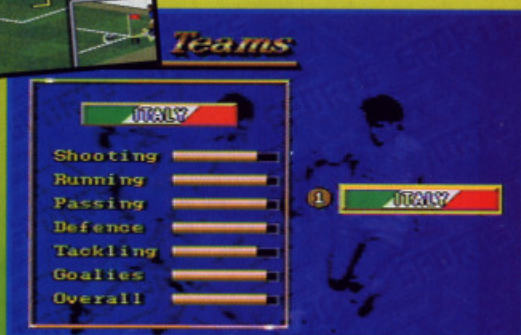 Teams
ITALY
Shooting
Running
Passing
Defence
Tackling
Goalies
Overall
1 ITALY